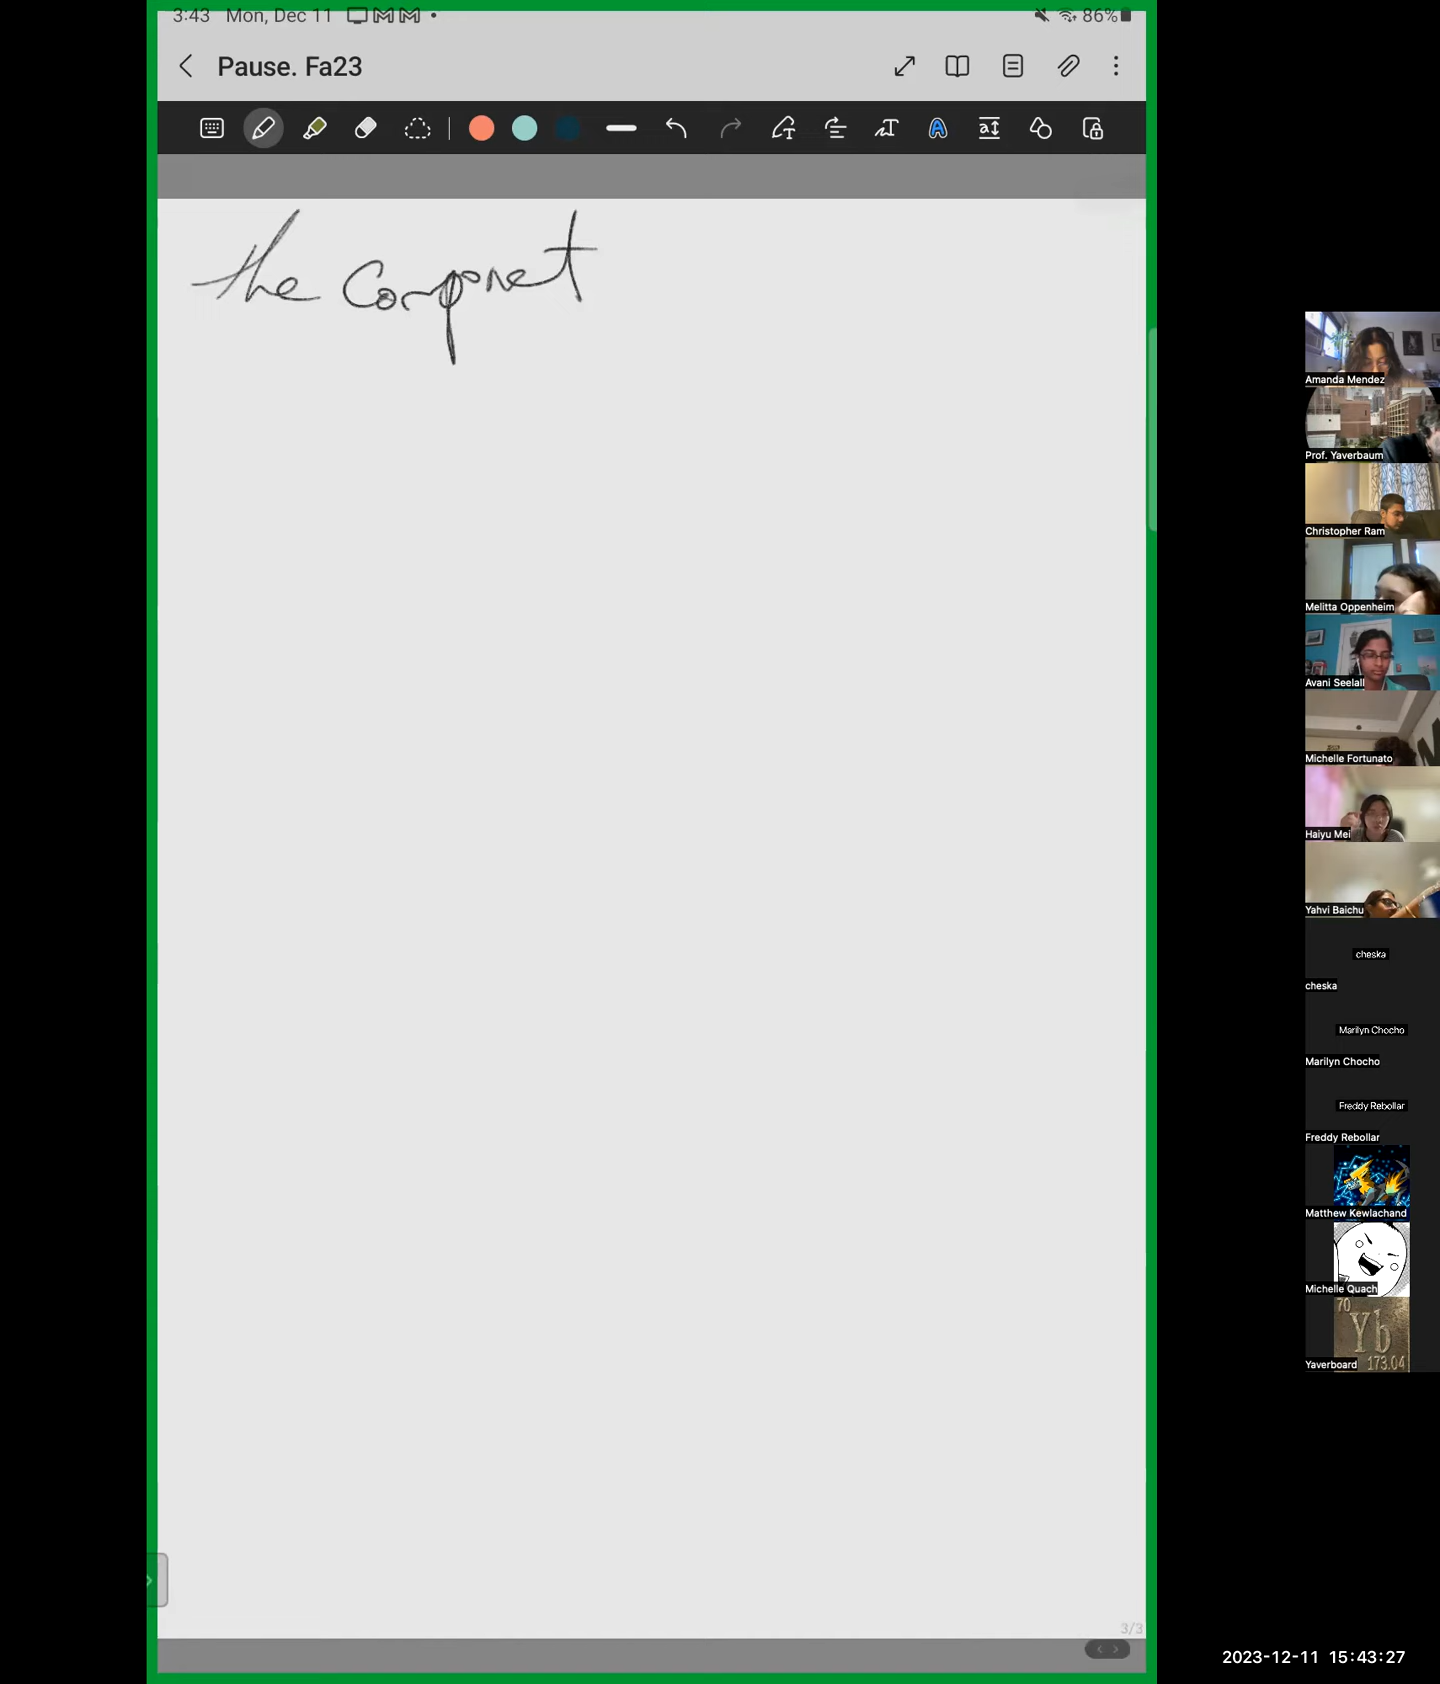 3:43 Mon, Dec 11
86%
Pause. Fa23
the Componet
Amanda Mendez
Prof. Yaverbaum
Christopher Ram
Melitta Oppenheim
Avani Seelall
Michelle Fortunato
Haiyu Mei
Yahvi Baichu
cheska
cheska
Marilyn Chocho
Marilyn Chocho
Freddy Rebollar
Freddy Rebollar
Matthew Kewlachand
Michelle Quach
70
Yb
173.04
Yaverboard
3/3
2023-12-11 15:43:27